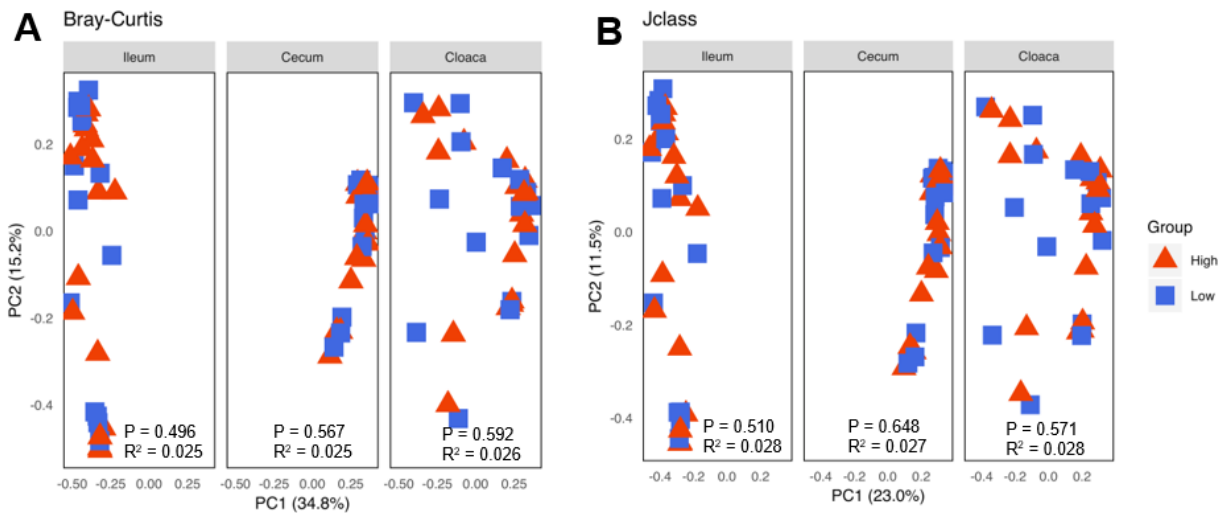 A Bray-Curtis
Ileum Cecum Cloaca
0.2
0.0
-0.2
-0.4
PC2 (15.2%)
P = 0.496
R² = 0.025
P = 0.567
R² = 0.025
P = 0.592
R² = 0.026
-0.50 -0.25 0.00 0.25 -0.50 -0.25 0.00 0.25 -0.50 -0.25 0.00 0.25
PC1 (34.8%)
B Jclass
Ileum Cecum Cloaca
0.2
0.0
-0.2
-0.4
PC2 (11.5%)
P = 0.510
R² = 0.028
P = 0.648
R² = 0.027
P = 0.571
R² = 0.028
-0.4 -0.2 0.0 0.2 0.4 -0.4 -0.2 0.0 0.2 0.4 -0.4 -0.2 0.0 0.2 0.4
PC1 (23.0%)
Group
High
Low